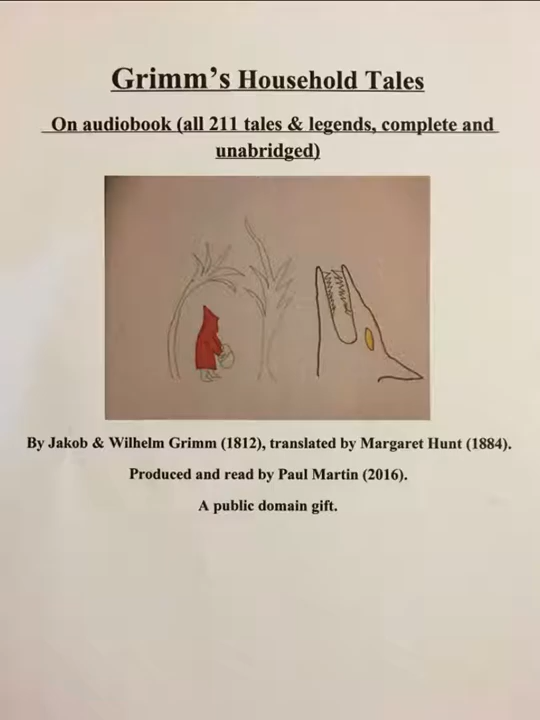 Grimm's Household Tales
On audiobook (all 211 tales & legends, complete and
unabridged)
By Jakob & Wilhelm Grimm (1812), translated by Margaret Hunt (1884).
Produced and read by Paul Martin (2016).
A public domain gift.